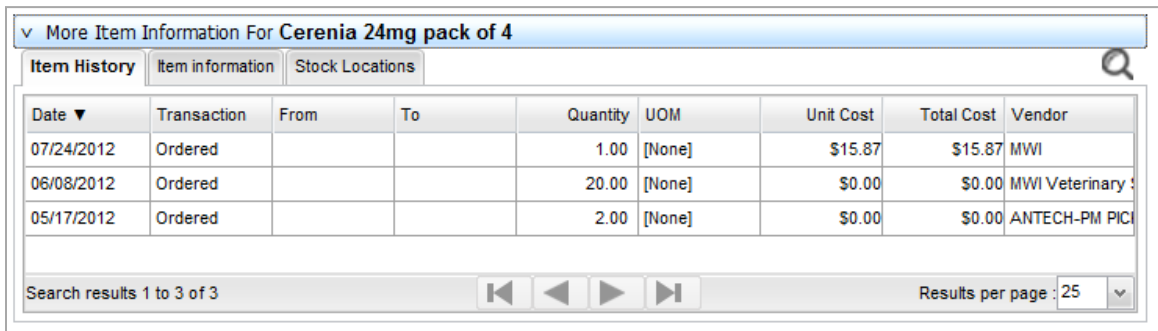 v More Item Information For Cerenia 24mg pack of 4
Item History Item information Stock Locations
Date ▼ Transaction From To Quantity UOM Unit Cost Total Cost Vendor
07/24/2012 Ordered 1.00 [None] $15.87 $15.87 MWI
06/08/2012 Ordered 20.00 [None] $0.00 $0.00 MWI Veterinary
05/17/2012 Ordered 2.00 [None] $0.00 $0.00 ANTECH-PM
Search results 1 to 3 of 3 Results per page : 25